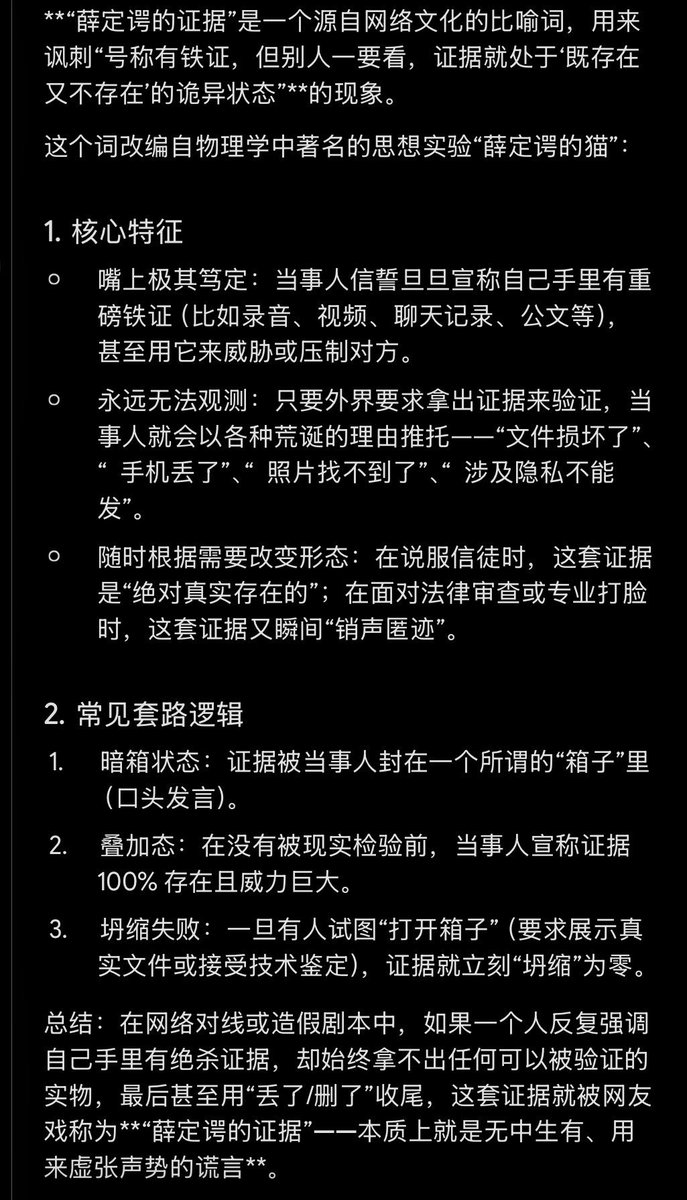 **“薛定谔的证据”是一个源自网络文化的比喻词，用来
讽刺“号称有铁证，但别人一要看，证据就处于‘既存在
又不存在’的诡异状态”**的现象。
这个词改编自物理学中著名的思想实验“薛定谔的猫”：
1. 核心特征
○ 嘴上极其笃定：当事人信誓旦旦宣称自己手里有重
磅铁证 (比如录音、视频、聊天记录、公文等)，
甚至用它来威胁或压制对方。
○ 永远无法观测：只要外界要求拿出证据来验证，当
事人就会以各种荒诞的理由推托——“文件损坏了”、
“ 手机丢了”、“ 照片找不到了”、“ 涉及隐私不能
发”。
○ 随时根据需要改变形态：在说服信徒时，这套证据
是“绝对真实存在的”；在面对法律审查或专业打脸
时，这套证据又瞬间“销声匿迹”。
2. 常见套路逻辑
1. 暗箱状态：证据被当事人封在一个所谓的“箱子”里
（口头发言）。
2. 叠加态：在没有被现实检验前，当事人宣称证据
100% 存在且威力巨大。
3. 坍缩失败：一旦有人试图“打开箱子” (要求展示真
实文件或接受技术鉴定)，证据就立刻“坍缩”为零。
总结：在网络对线或造假剧本中，如果一个人反复强调
自己手里有绝杀证据，却始终拿不出任何可以被验证的
实物，最后甚至用“丢了/删了”收尾，这套证据就被网友
戏称为**“薛定谔的证据”——本质上就是无中生有、用
来虚张声势的谎言**。